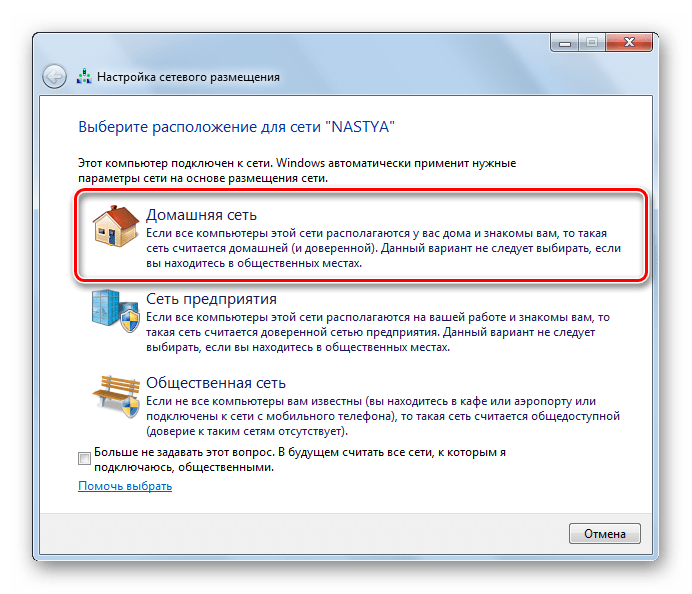 Настройка сетевого размещения
Выберите расположение для сети "NASTYA"
Этот компьютер подключен к сети. Windows автоматически применит нужные
параметры сети на основе размещения сети.
Домашняя сеть
Если все компьютеры этой сети располагаются у вас дома и знакомы вам, то такая
сеть считается домашней (и доверенной). Данный вариант не следует выбирать, если
вы находитесь в общественных местах.
Сеть предприятия
Если все компьютеры этой сети располагаются на вашей работе и знакомы вам, то
такая сеть считается доверенной сетью предприятия. Данный вариант не следует
выбирать, если вы находитесь в общественных местах.
Общественная сеть
Если не все компьютеры вам известны (вы находитесь в кафе или аэропорту или
подключены к сети с мобильного телефона), то такая сеть считается общедоступной
(доверие к таким сетям отсутствует).
Больше не задавать этот вопрос. В будущем считать все сети, к которым я
подключаюсь, общественными.
Помочь выбрать
Отмена